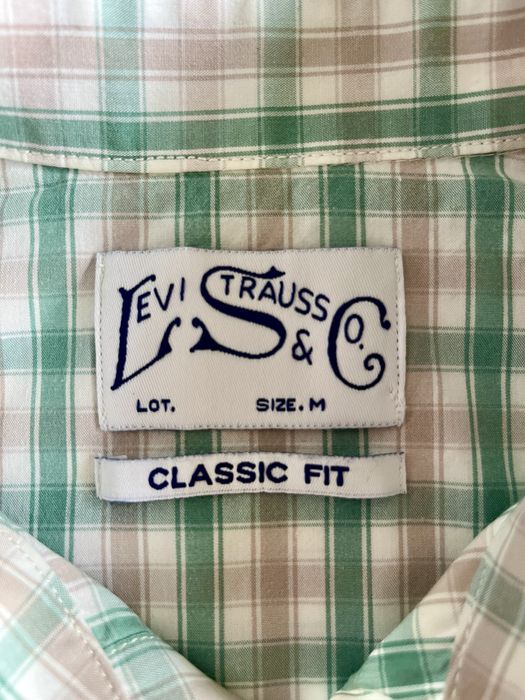 LEVI STRAUSS
& CO.
LOT. SIZE. M
CLASSIC FIT